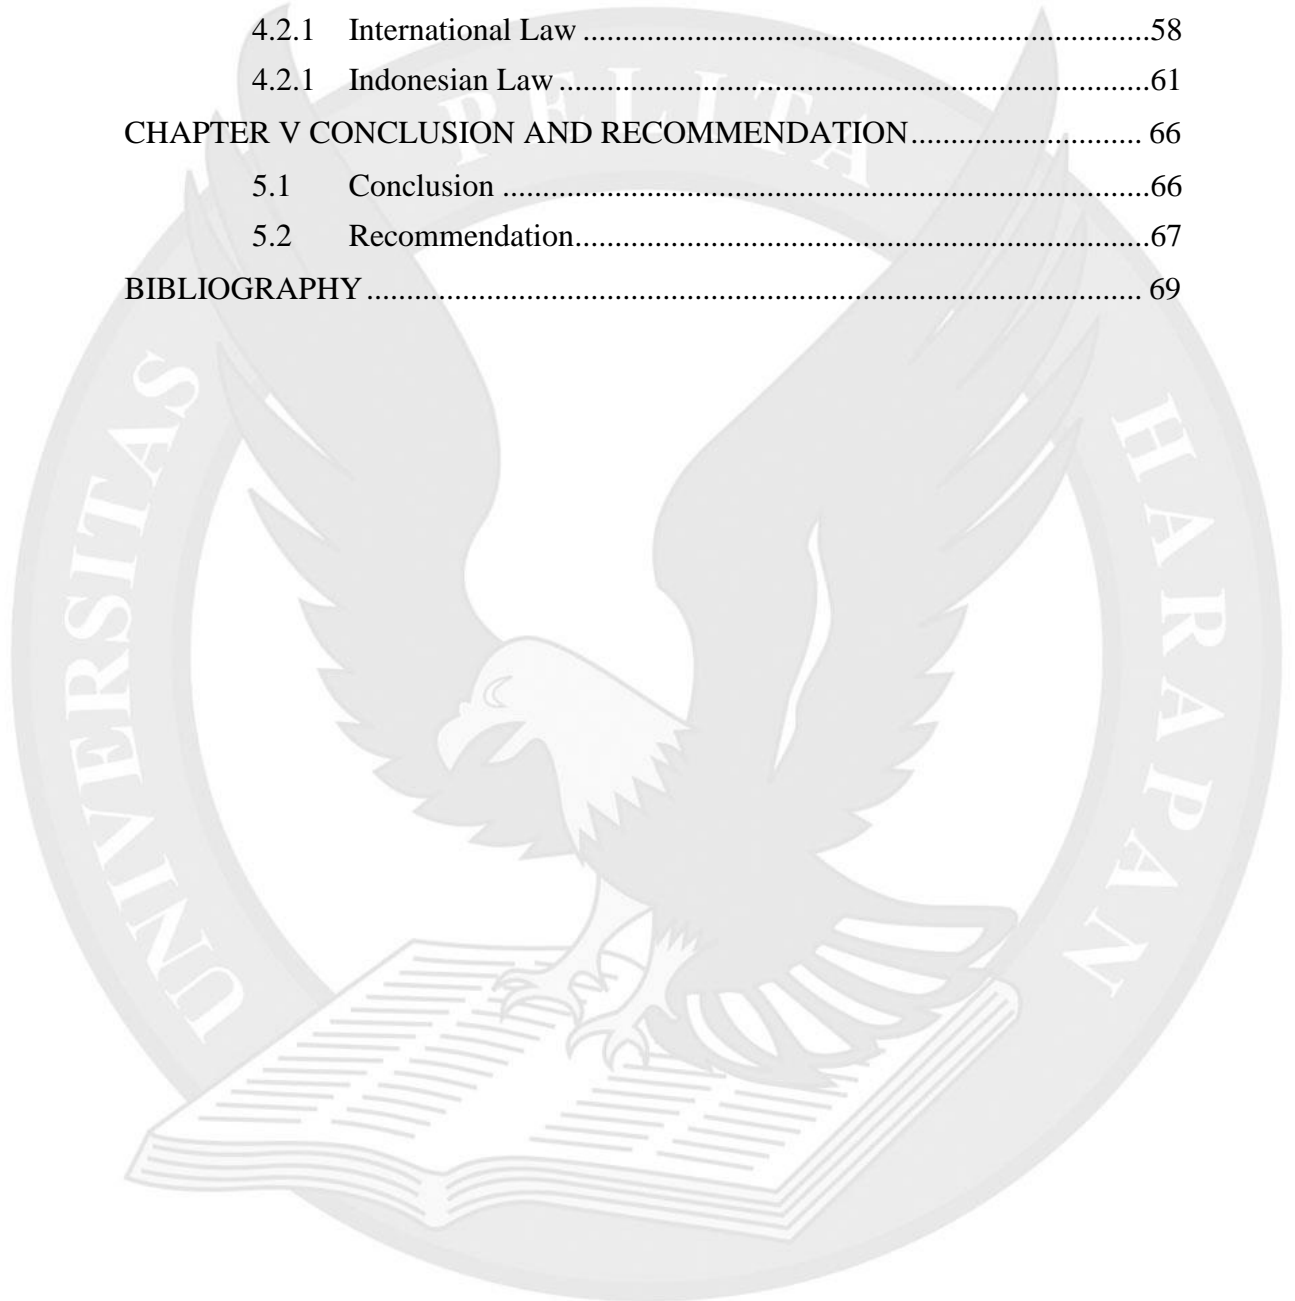 4.2.1 International Law ......................................................................58
4.2.1 Indonesian Law .........................................................................61
CHAPTER V CONCLUSION AND RECOMMENDATION............................ 66
5.1 Conclusion ................................................................................66
5.2 Recommendation.......................................................................67
BIBLIOGRAPHY ................................................................................................ 69
UNIVERSITAS PELITA HARAPAN